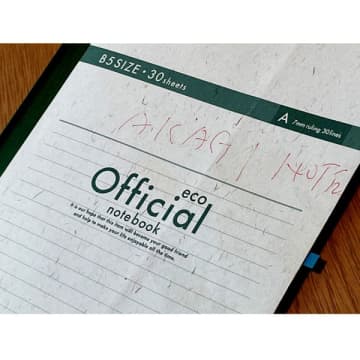 B5SIZE・30sheets
A 7mm ruling 30lines
AKAGI NOTE
eco
Official
notebook
It is our hope that this item will become your good friend
and help to make your life enjoyable all the time.